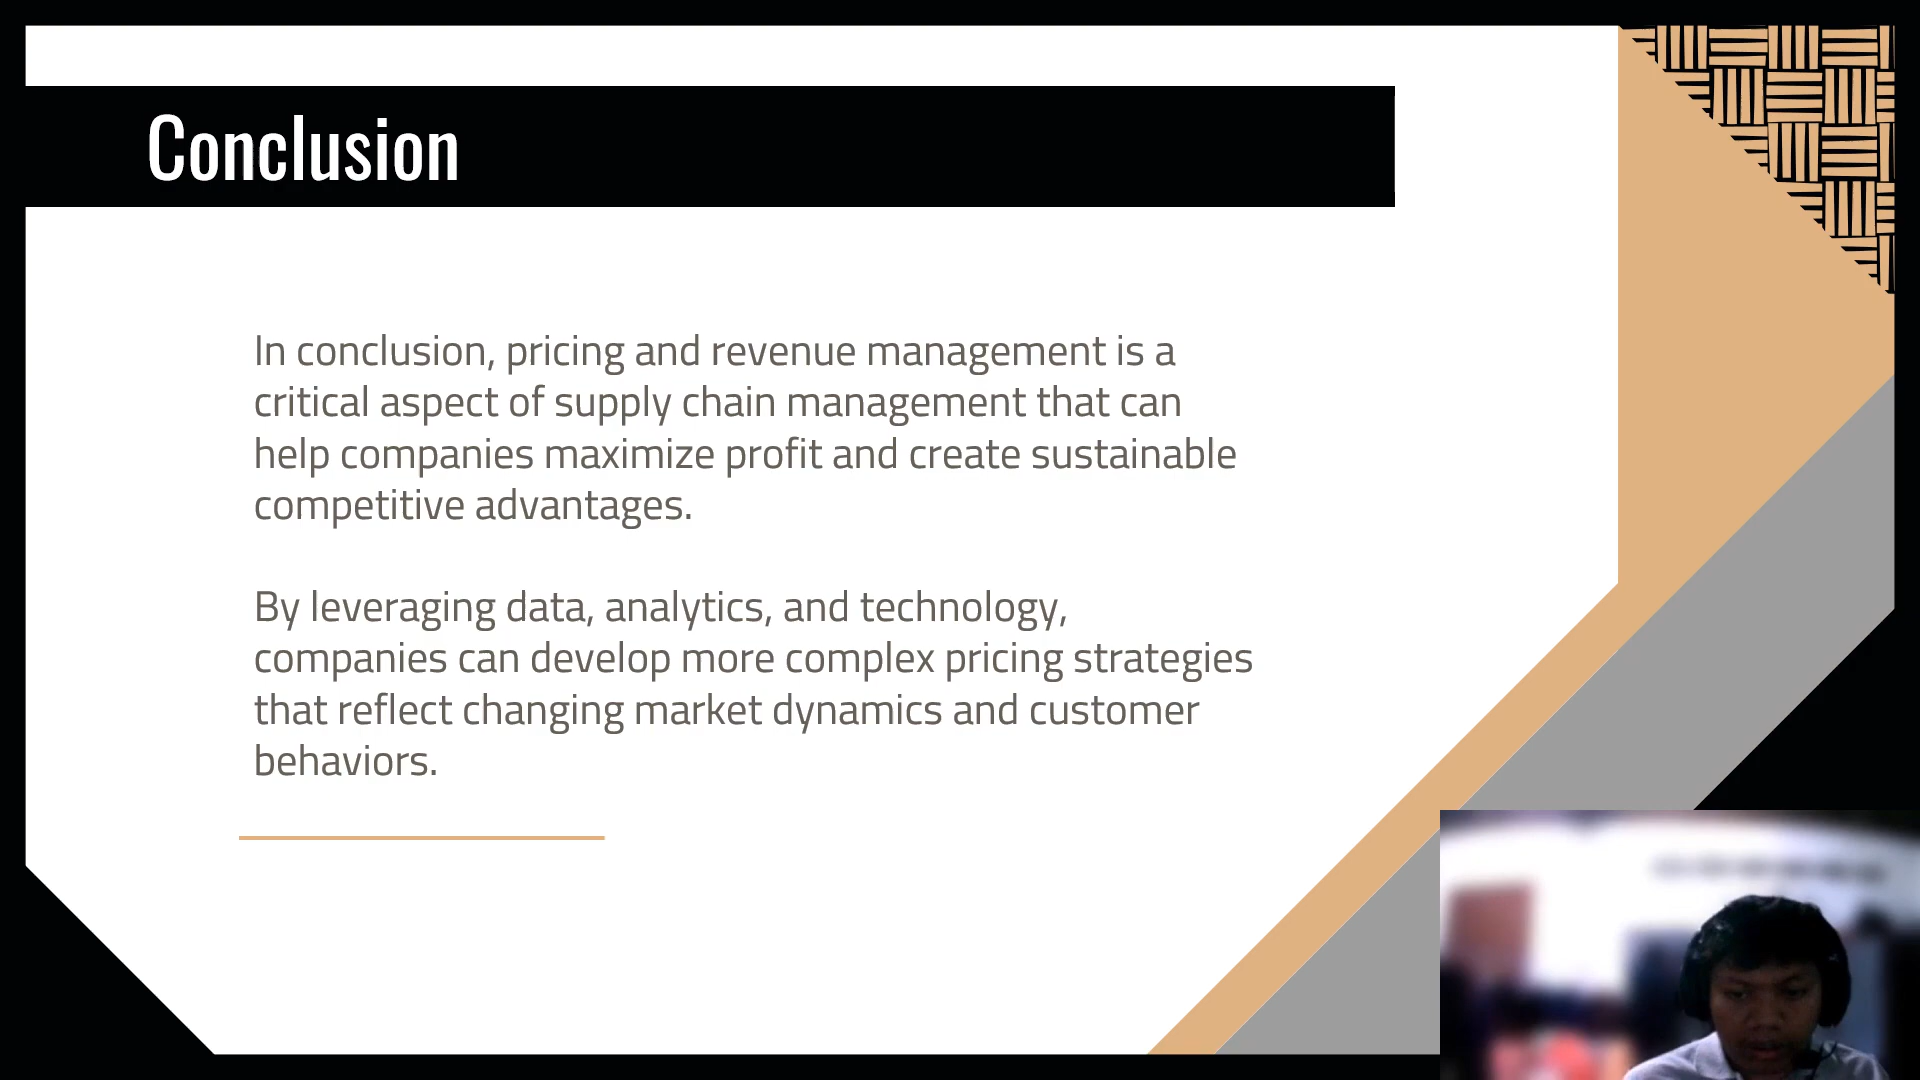 Conclusion
In conclusion, pricing and revenue management is a
critical aspect of supply chain management that can
help companies maximize profit and create sustainable
competitive advantages.
By leveraging data, analytics, and technology,
companies can develop more complex pricing strategies
that reflect changing market dynamics and customer
behaviors.